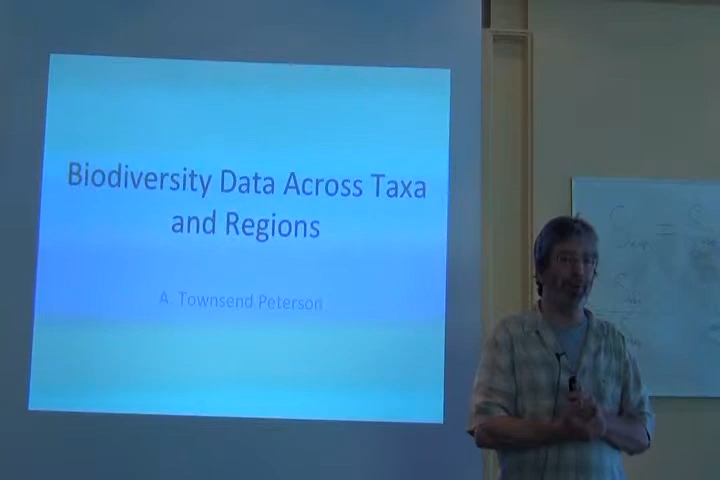 Biodiversity Data Across Taxa
and Regions
A. Townsend Peterson